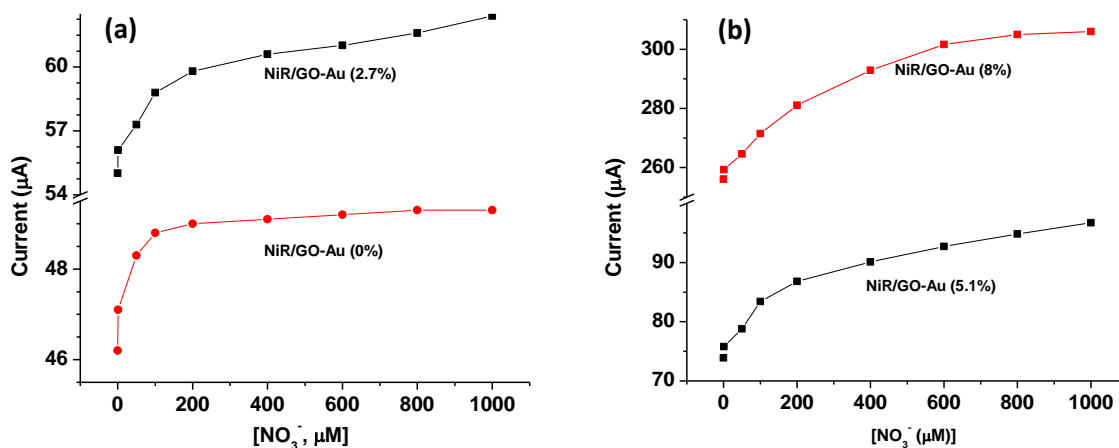 (a)
60
57
54
48
46
Current (µA)
NiR/GO-Au (2.7%)
NiR/GO-Au (0%)
0 200 400 600 800 1000
[NO₃⁻, µM]
(b)
300
280
260
90
80
70
Current (µA)
NiR/GO-Au (8%)
NiR/GO-Au (5.1%)
0 200 400 600 800 1000
[NO₃⁻ (µM)]